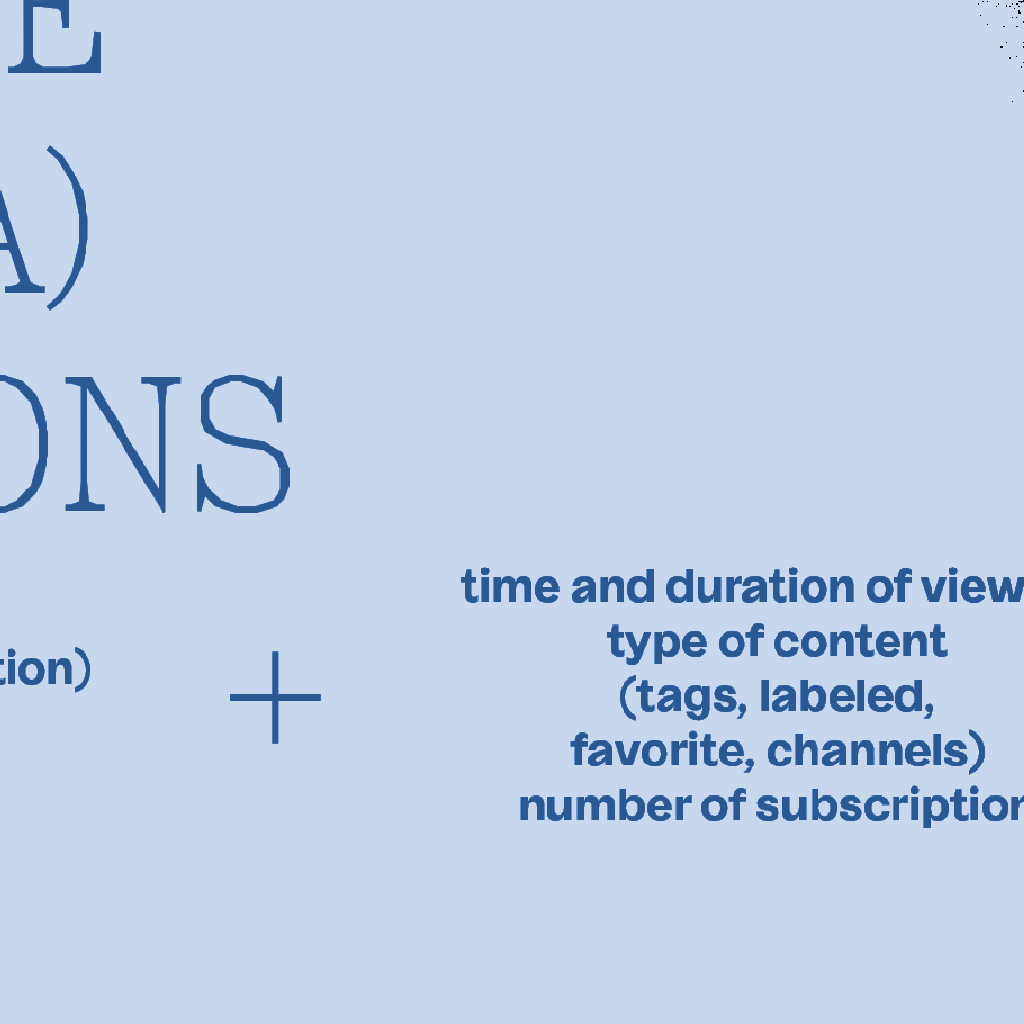 E
A)
ONS
tion)
+
time and duration of view
type of content
(tags, labeled,
favorite, channels)
number of subscription